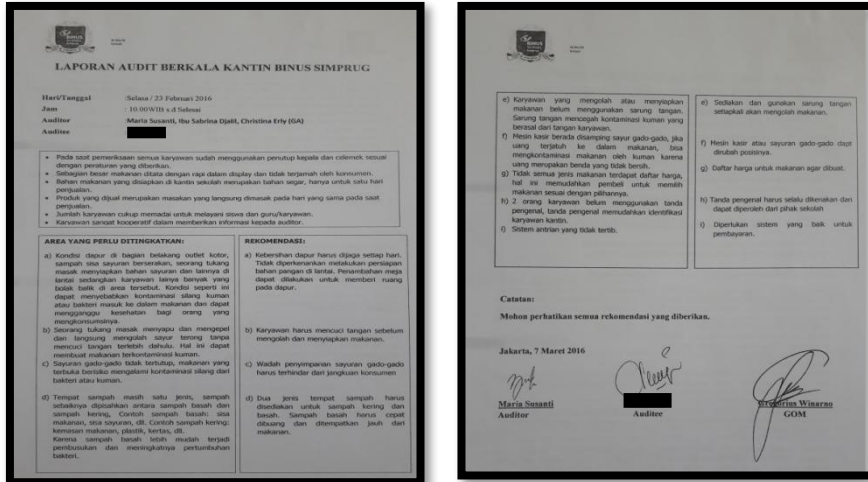 BINUS
LAPORAN AUDIT BERKALA KANTIN BINUS SIMPRUG
Hari/Tanggal :Selasa / 23 Februari 2016
Jam : 10.00WIB s.d Selesai
Auditor : Maria Susanti, Ibu Sabrina Djalil, Christina Erly (GA)
Auditee
• Pada saat pemeriksaan semua karyawan sudah menggunakan penutup kepala dan celemek sesuai
dengan peraturan yang diberikan.
• Sebagian besar makanan ditata dengan rapi dalam display dan tidak terjamah oleh konsumen.
• Bahan makanan yang disiapkan di kantin sekolah merupakan bahan segar, hanya untuk satu hari
penjualan.
• Produk yang dijual merupakan masakan yang langsung dimasak pada hari yang sama pada saat
penjualan.
• Jumlah karyawan cukup memadai untuk melayani siswa dan guru/karyawan.
• Karyawan sangat kooperatif dalam memberikan informasi kepada auditor.
AREA YANG PERLU DITINGKATKAN:
a) Kondisi dapur di bagian belakang outlet kotor,
sampah sisa sayuran berserakan, seorang tukang
masak menyiapkan bahan sayuran dan lainnya di
lantai sedangkan karyawan lainya banyak yang
bolak balik di area tersebut. Kondisi seperti ini
dapat menyebabkan kontaminasi silang kuman
atau bakteri masuk ke dalam makanan dan dapat
mengganggu kesehatan bagi orang yang
mengkonsumsinya.
b) Seorang tukang masak menyapu dan mengepel
dan langsung mengolah sayur terong tanpa
mencuci tangan terlebih dahulu. Hal ini dapat
membuat makanan terkontaminasi kuman.
c) Sayuran gado-gado tidak tertutup, makanan yang
terbuka berisiko mengalami kontaminasi silang dari
bakteri atau kuman.
d) Tempat sampah masih satu jenis, sampah
sebaiknya dipisahkan antara sampah basah dan
sampah kering, Contoh sampah basah: sisa
makanan, sisa sayuran, dll. Contoh sampah kering:
kemasan makanan, plastik, kertas, dll.
Karena sampah basah lebih mudah terjadi
pembusukan dan meningkatnya pertumbuhan
bakteri.
REKOMENDASI:
a) Kebersihan dapur harus dijaga setiap hari.
Tidak diperkenankan melakukan persiapan
bahan pangan di lantai. Penambahan meja
dapat dilakukan untuk memberi ruang
pada dapur.
b) Karyawan harus mencuci tangan sebelum
mengolah dan menyiapkan makanan.
c) Wadah penyimpanan sayuran gado-gado
harus terhindar dari jangkuan konsumen
d) Dua jenis tempat sampah harus
disediakan untuk sampah kering dan
basah. Sampah basah harus cepat
dibuang dan ditempatkan jauh dari
makanan.
BINUS
e) Karyawan yang mengolah atau menyiapkan
makanan belum menggunakan sarung tangan.
Sarung tangan mencegah kontaminasi kuman yang
berasal dari tangan karyawan.
f) Mesin kasir berada disamping sayur gado-gado, jika
uang terjatuh ke dalam makanan, bisa
mengkontaminasi makanan oleh kuman karena
uang merupakan benda yang tidak bersih.
g) Tidak semua jenis makanan terdapat daftar harga,
hal ini memudahkan pembeli untuk memilih
makanan sesuai dengan pilihannya.
h) 2 orang karyawan belum menggunakan tanda
pengenal, tanda pengenal memudahkan identifikasi
karyawan kantin.
i) Sistem antrian yang tidak tertib.
e) Sediakan dan gunakan sarung tangan
setiapkali akan mengolah makanan.
f) Mesin kasir atau sayuran gado-gado dapt
dirubah posisinya.
g) Daftar harga untuk makanan agar dibuat.
h) Tanda pengenal harus selalu dikenakan dan
dapat diperoleh dari pihak sekolah
i) Diperlukan sistem yang baik untuk
pembayaran.
Catatan:
Mohon perhatikan semua rekomendasi yang diberikan.
Jakarta, 7 Maret 2016
Maria Susanti
Auditor
Auditee
Gregorius Winarno
GOM